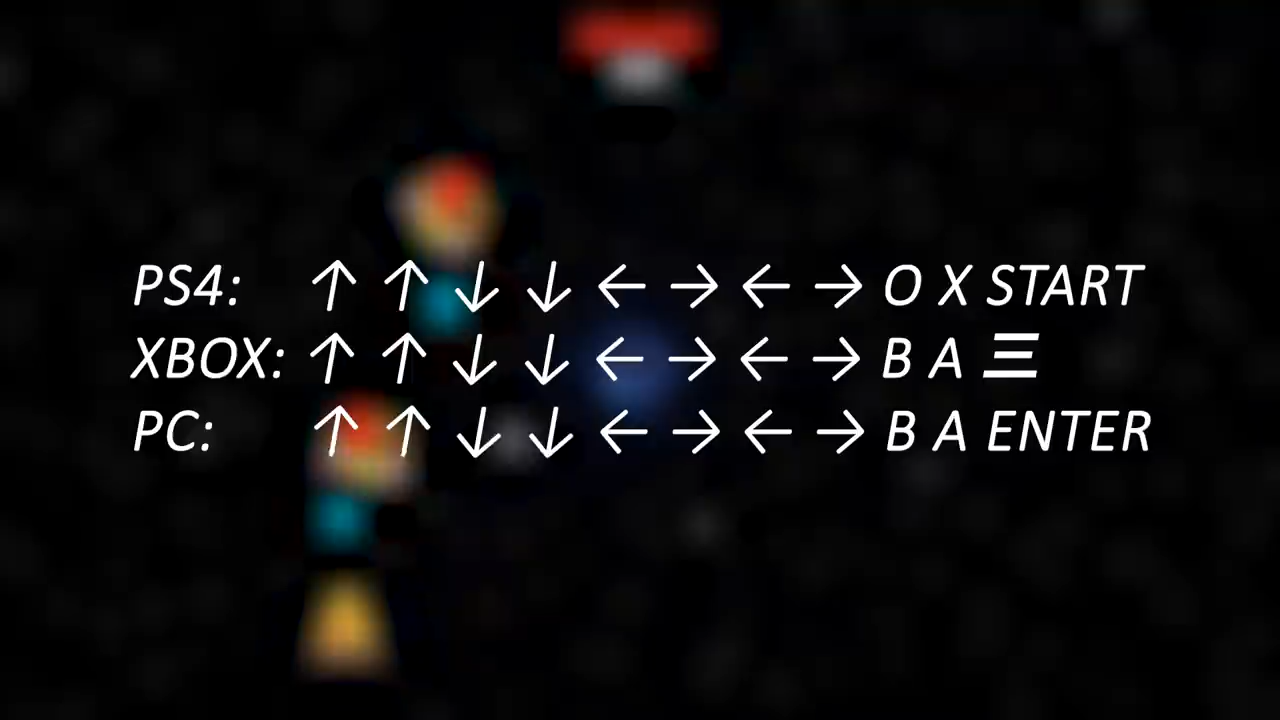 PS4: ↑ ↑ ↓ ↓ ← → ← → O X START
XBOX: ↑ ↑ ↓ ↓ ← → ← → B A ☰
PC: ↑ ↑ ↓ ↓ ← → ← → B A ENTER